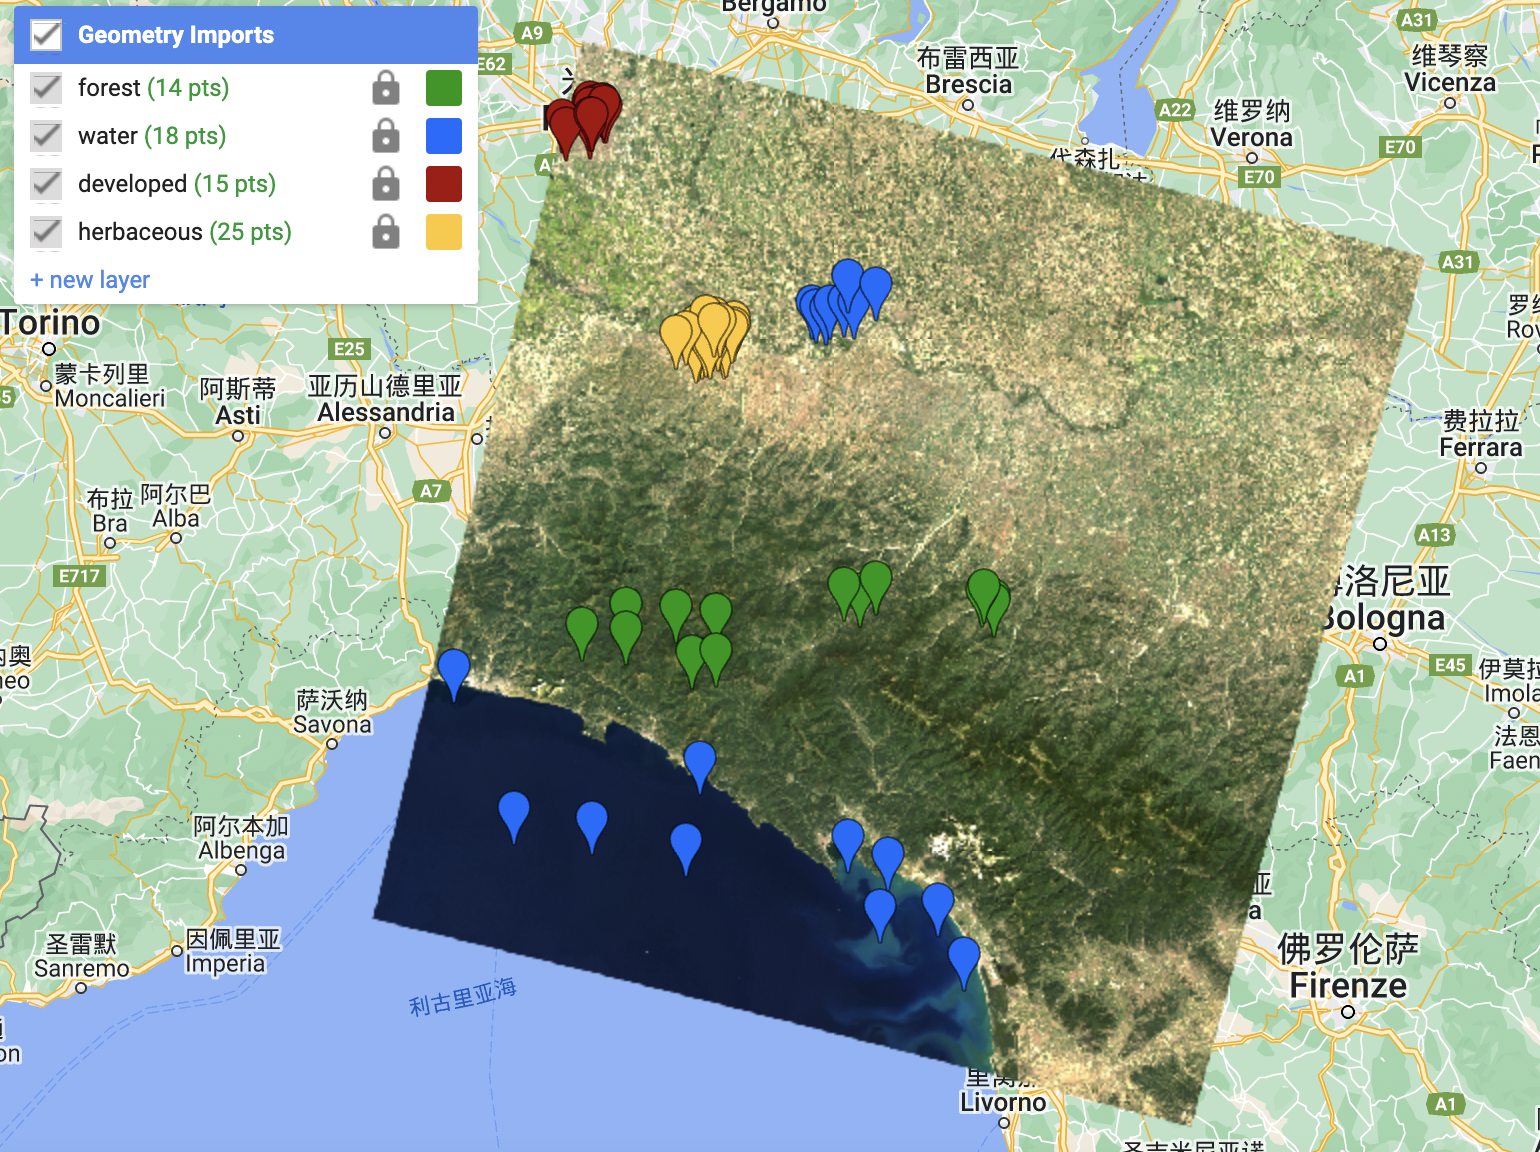 Geometry Imports
forest (14 pts)
water (18 pts)
developed (15 pts)
herbaceous (25 pts)
+ new layer
Bergamo
A9
E62
布雷西亚
Brescia
A31
维琴察
Vicenza
A22
维罗纳
Verona
E70
E70
代森扎
A31
Torino
E25
蒙卡列里
Moncalieri
阿斯蒂
Asti
亚历山德里亚
Alessandria
费拉拉
Ferrara
A7
布拉
Bra
阿尔巴
Alba
A13
E717
洛尼亚
Bologna
E45
A1
伊莫拉
Imola
萨沃纳
Savona
阿尔本加
Albenga
圣雷默
Sanremo
因佩里亚
Imperia
佛罗伦萨
Firenze
利古里亚海
Livorno
A1